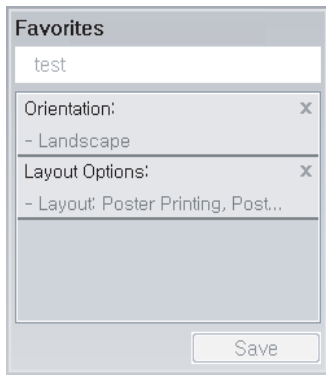 Favorites
test
Orientation: x
- Landscape
Layout Options: x
- Layout: Poster Printing, Post...
Save